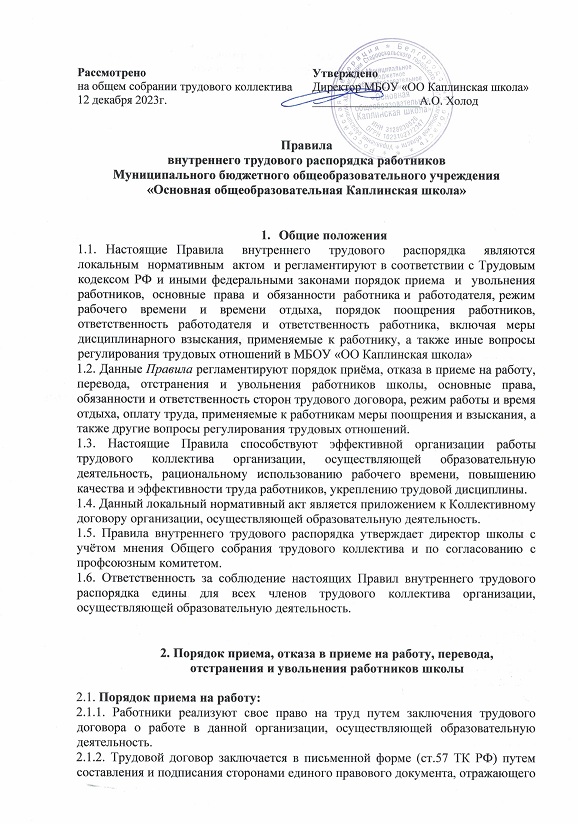 Рассмотрено
на общем собрании трудового коллектива
12 декабря 2023г.
Утверждено
Директор МБОУ «ОО Каплинская школа»
А.О. Холод
Правила
внутреннего трудового распорядка работников
Муниципального бюджетного общеобразовательного учреждения
«Основная общеобразовательная Каплинская школа»
1. Общие положения
1.1. Настоящие Правила внутреннего трудового распорядка являются
локальным нормативным актом и регламентируют в соответствии с Трудовым
кодексом РФ и иными федеральными законами порядок приема и увольнения
работников, основные права и обязанности работника и работодателя, режим
рабочего времени и времени отдыха, порядок поощрения работников,
ответственность работодателя и ответственность работника, включая меры
дисциплинарного взыскания, применяемые к работнику, а также иные вопросы
регулирования трудовых отношений в МБОУ «ОО Каплинская школа»
1.2. Данные Правила регламентируют порядок приёма, отказа в приеме на работу,
перевода, отстранения и увольнения работников школы, основные права,
обязанности и ответственность сторон трудового договора, режим работы и время
отдыха, оплату труда, применяемые к работникам меры поощрения и взыскания, а
также другие вопросы регулирования трудовых отношений.
1.3. Настоящие Правила способствуют эффективной организации работы
трудового коллектива организации, осуществляющей образовательную
деятельность, рациональному использованию рабочего времени, повышению
качества и эффективности труда работников, укреплению трудовой дисциплины.
1.4. Данный локальный нормативный акт является приложением к Коллективному
договору организации, осуществляющей образовательную деятельность.
1.5. Правила внутреннего трудового распорядка утверждает директор школы с
учётом мнения Общего собрания трудового коллектива и по согласованию с
профсоюзным комитетом.
1.6. Ответственность за соблюдение настоящих Правил внутреннего трудового
распорядка едины для всех членов трудового коллектива организации,
осуществляющей образовательную деятельность.
2. Порядок приема, отказа в приеме на работу, перевода,
отстранения и увольнения работников школы
2.1. Порядок приема на работу:
2.1.1. Работники реализуют свое право на труд путем заключения трудового
договора о работе в данной организации, осуществляющей образовательную
деятельность.
2.1.2. Трудовой договор заключается в письменной форме (ст.57 ТК РФ) путем
составления и подписания сторонами единого правового документа, отражающего